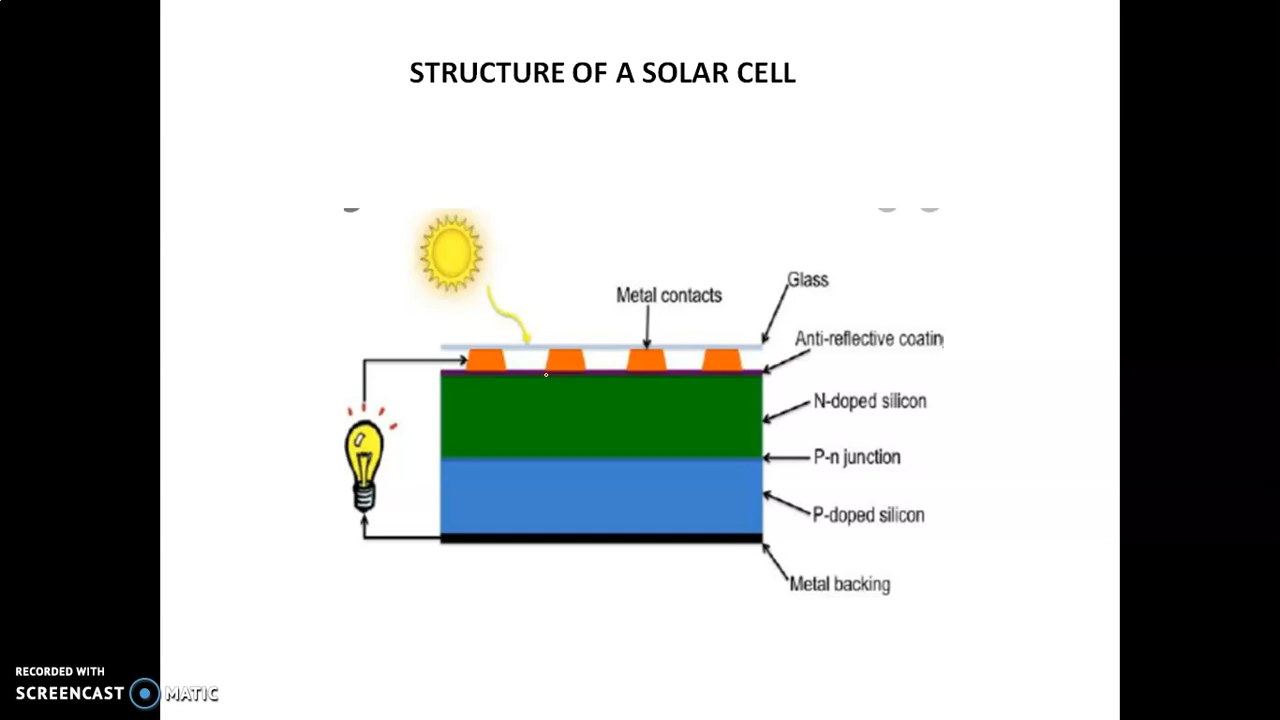 STRUCTURE OF A SOLAR CELL
Glass
Metal contacts
Anti-reflective coatin
N-doped silicon
P-n junction
P-doped silicon
Metal backing
RECORDED WITH
SCREENCAST MATIC